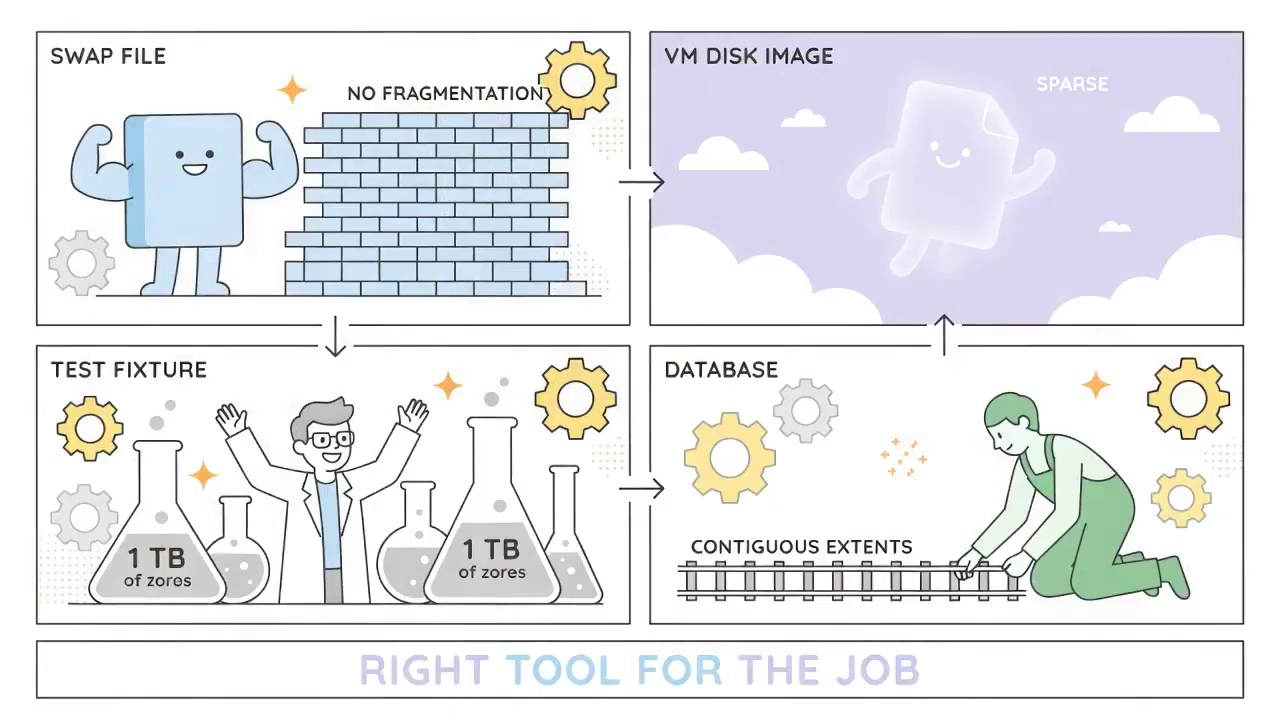 SWAP FILE
NO FRAGMENTATION
VM DISK IMAGE
SPARSE
TEST FIXTURE
1 TB
of zores
1 TB
of zores
DATABASE
CONTIGUOUS EXTENTS
RIGHT TOOL FOR THE JOB